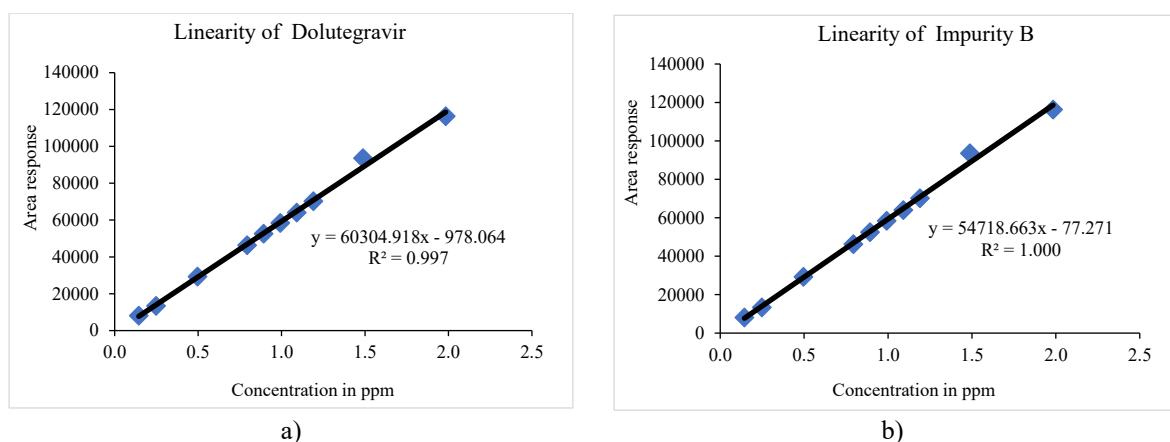 Linearity of Dolutegravir
140000
120000
100000
80000
60000
40000
20000
0
Area response
y = 60304.918x - 978.064
R² = 0.997
0.0 0.5 1.0 1.5 2.0 2.5
Concentration in ppm
a)
Linearity of Impurity B
140000
120000
100000
80000
60000
40000
20000
0
Area response
y = 54718.663x - 77.271
R² = 1.000
0.0 0.5 1.0 1.5 2.0 2.5
Concentration in ppm
b)